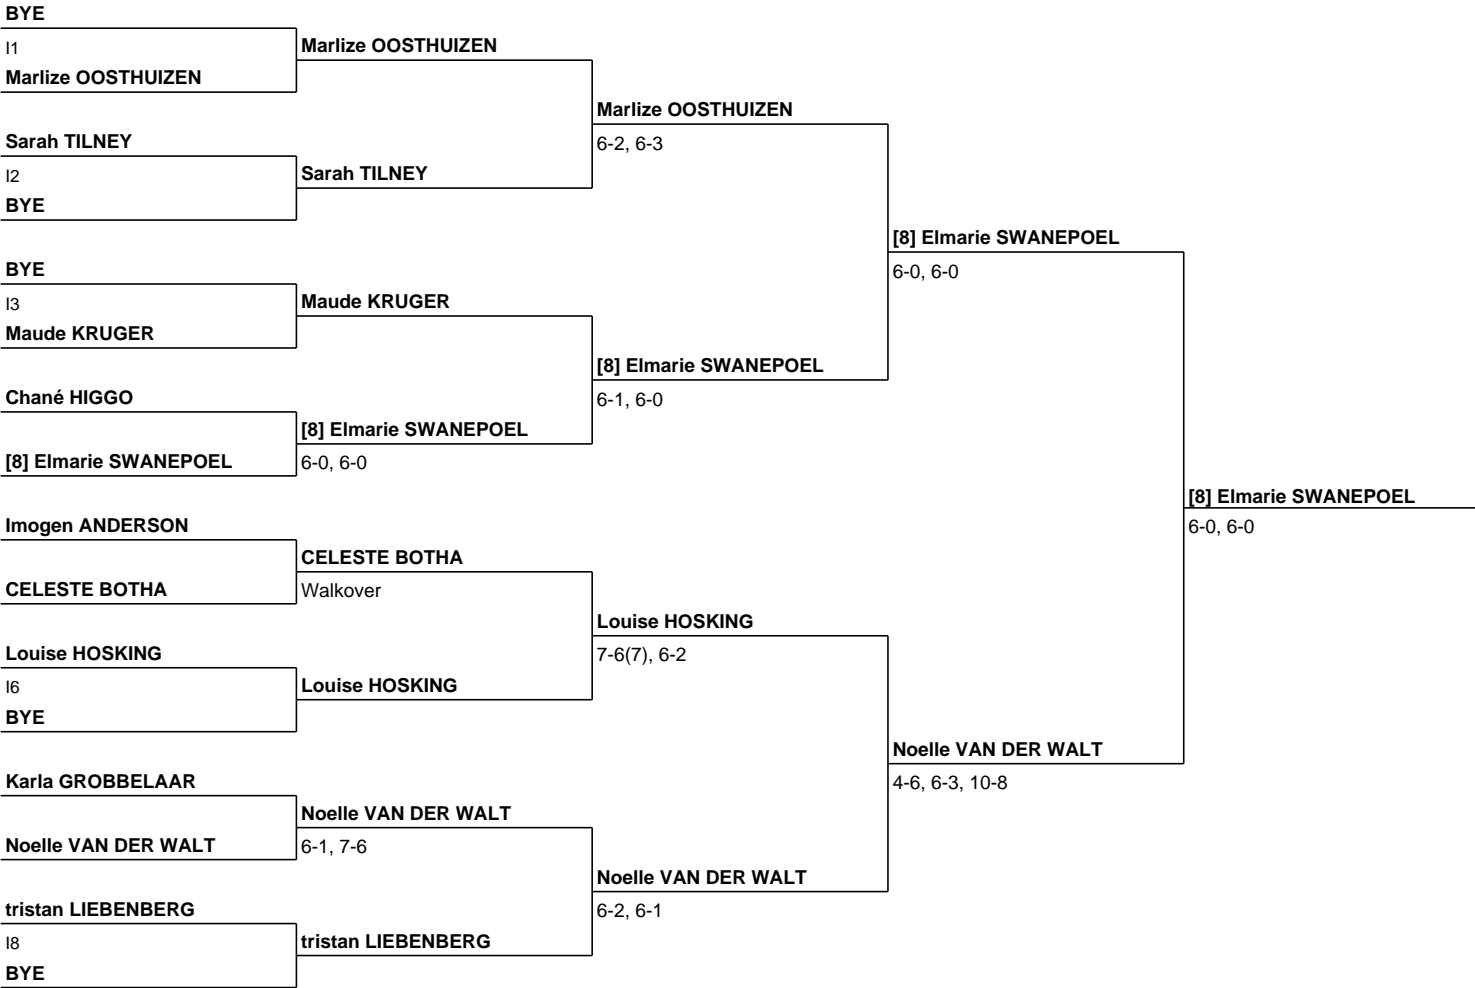 BYE
I1
Marlize OOSTHUIZEN
Sarah TILNEY
I2
BYE
BYE
I3
Maude KRUGER
Chané HIGGO
[8] Elmarie SWANEPOEL
Imogen ANDERSON
CELESTE BOTHA
Louise HOSKING
I6
BYE
Karla GROBBELAAR
Noelle VAN DER WALT
tristan LIEBENBERG
I8
BYE
Marlize OOSTHUIZEN
Sarah TILNEY
Maude KRUGER
[8] Elmarie SWANEPOEL
6-0, 6-0
CELESTE BOTHA
Walkover
Louise HOSKING
Noelle VAN DER WALT
6-1, 7-6
tristan LIEBENBERG
Marlize OOSTHUIZEN
6-2, 6-3
[8] Elmarie SWANEPOEL
6-1, 6-0
Louise HOSKING
7-6(7), 6-2
Noelle VAN DER WALT
6-2, 6-1
[8] Elmarie SWANEPOEL
6-0, 6-0
Noelle VAN DER WALT
4-6, 6-3, 10-8
[8] Elmarie SWANEPOEL
6-0, 6-0